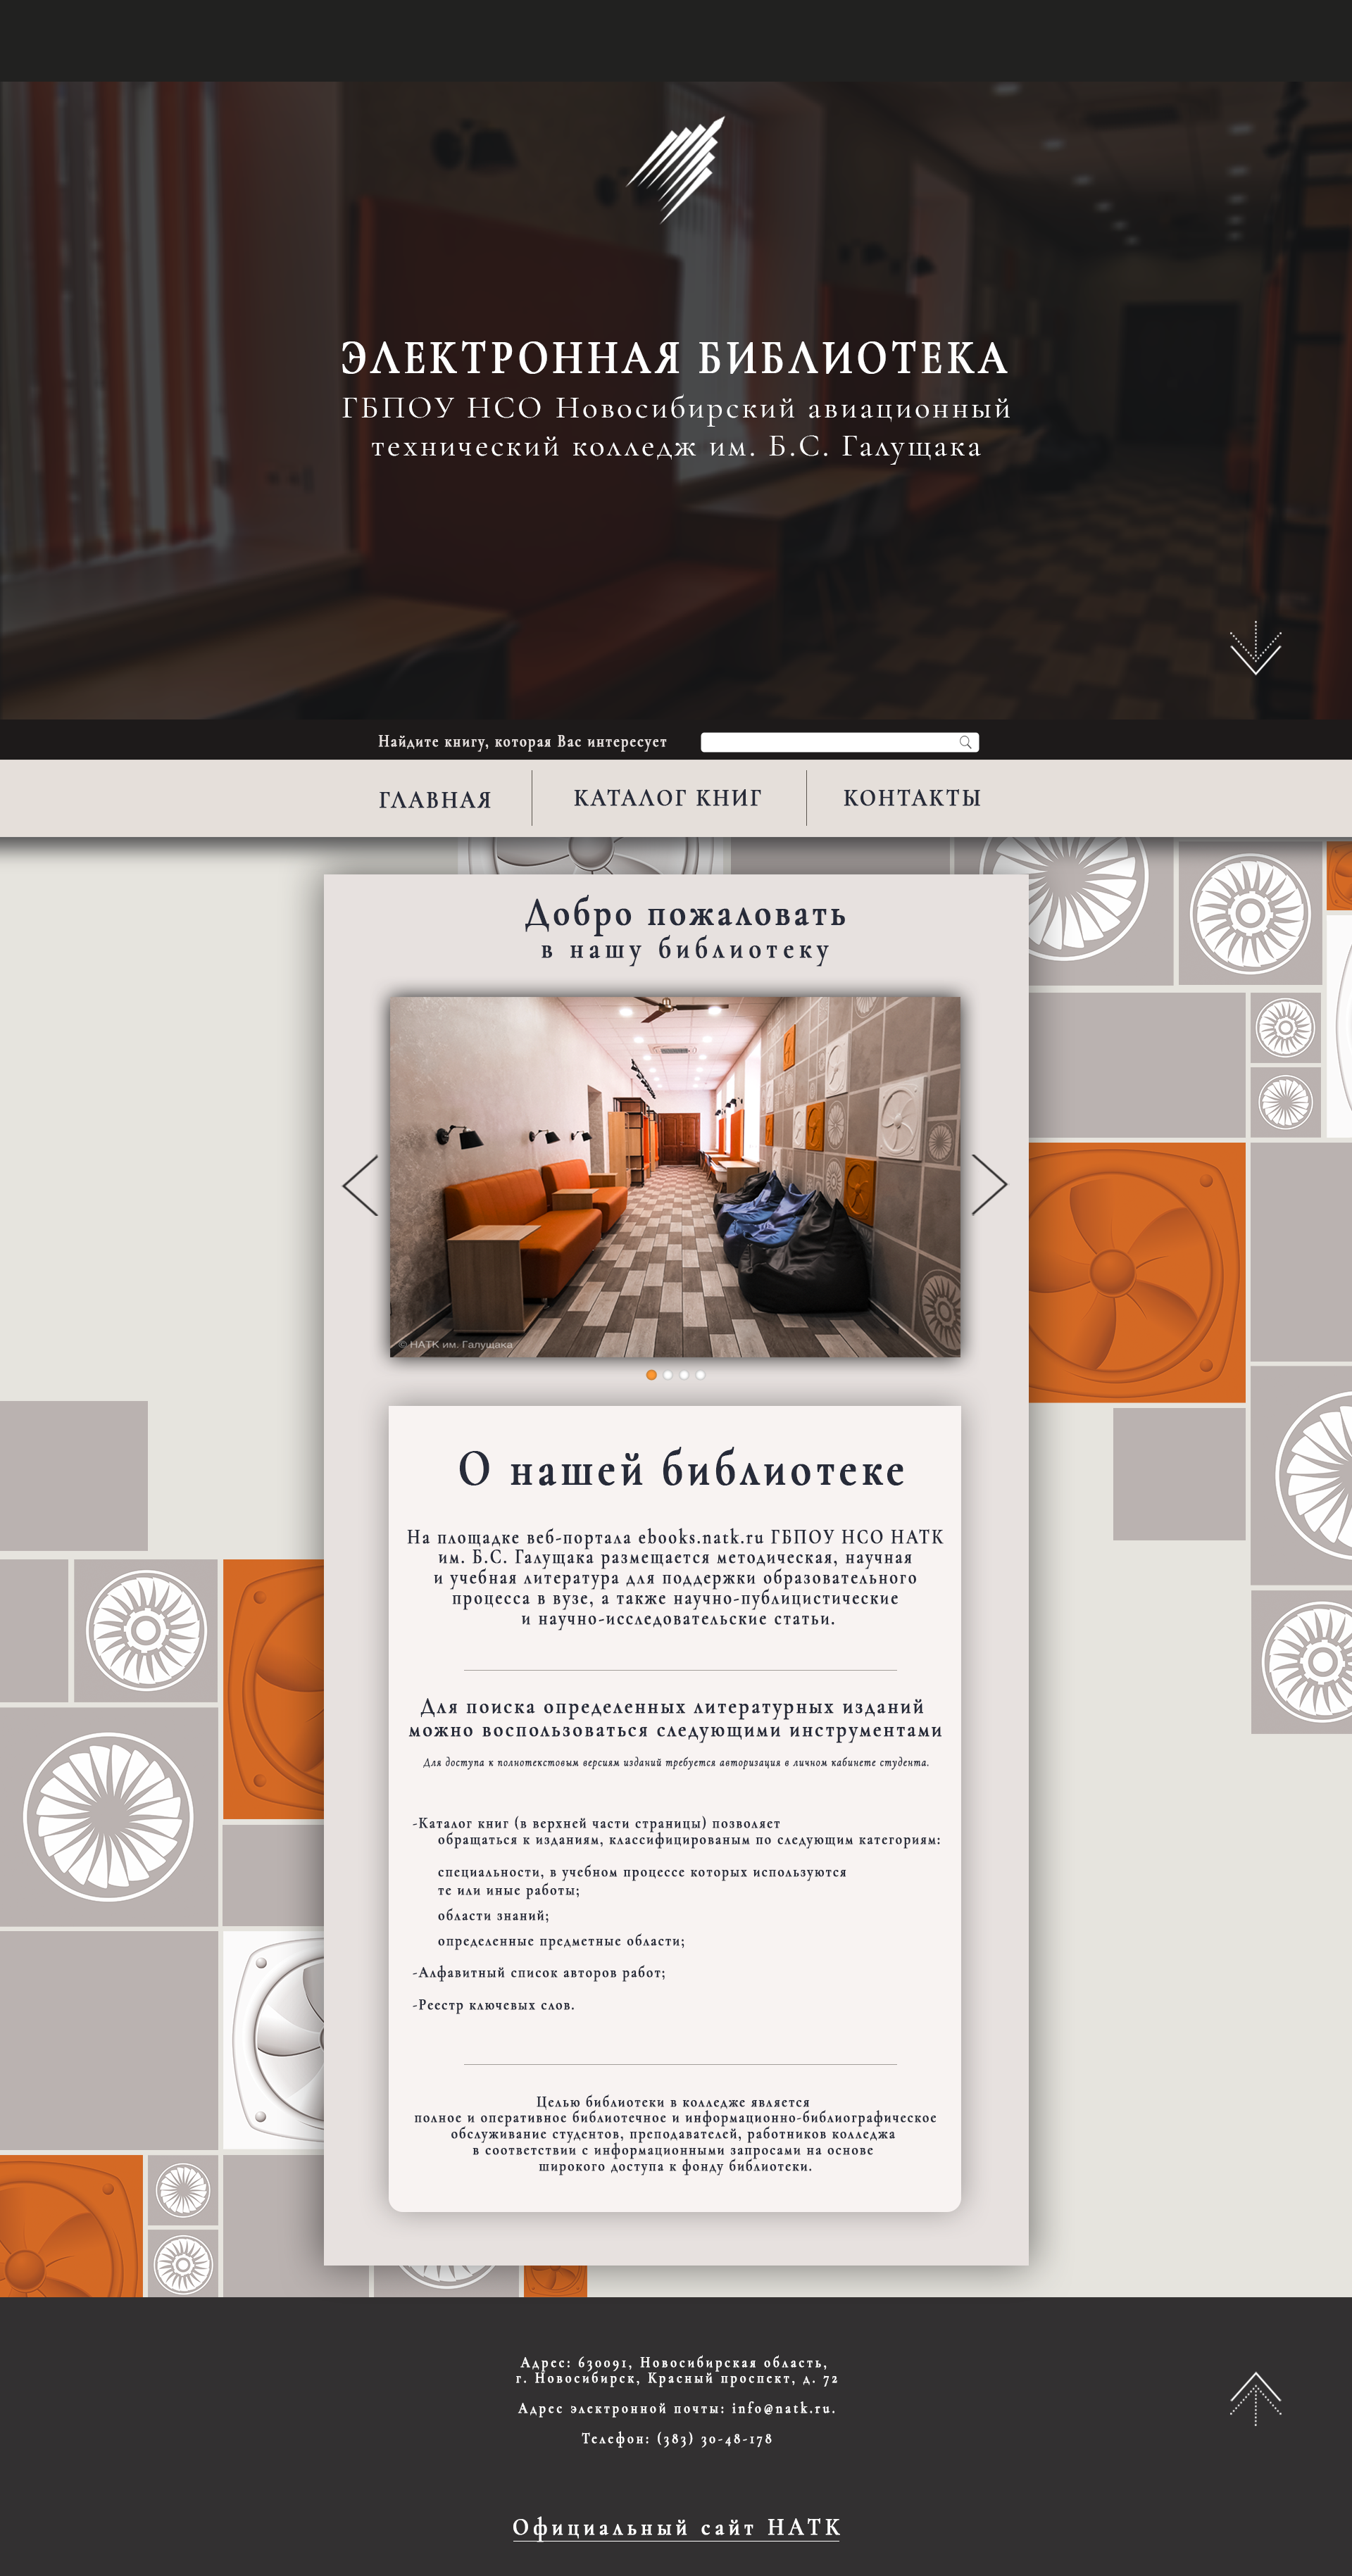 ЭЛЕКТРОННАЯ БИБЛИОТЕКА
ГБПОУ НСО Новосибирский авиационный
технический колледж им. Б.С. Галущака
Найдите книгу, которая Вас интересует
ГЛАВНАЯ
КАТАЛОГ КНИГ
КОНТАКТЫ
Добро пожаловать
в нашу библиотеку
© НАТК им. Галущака
О нашей библиотеке
На площадке веб-портала ebooks.natk.ru ГБПОУ НСО НАТК
им. Б.С. Галущака размещается методическая, научная
и учебная литература для поддержки образовательного
процесса в вузе, а также научно-публицистические
и научно-исследовательские статьи.
Для поиска определенных литературных изданий
можно воспользоваться следующими инструментами
Для доступа к полнотекстовым версиям изданий требуется авторизация в личном кабинете студента.
-Каталог книг (в верхней части страницы) позволяет
обращаться к изданиям, классифицированым по следующим категориям:
специальности, в учебном процессе которых используются
те или иные работы;
области знаний;
определенные предметные области;
-Алфавитный список авторов работ;
-Реестр ключевых слов.
Целью библиотеки в колледже является
полное и оперативное библиотечное и информационно-библиографическое
обслуживание студентов, преподавателей, работников колледжа
в соответствии с информационными запросами на основе
широкого доступа к фонду библиотеки.
Адрес: 630091, Новосибирская область,
г. Новосибирск, Красный проспект, д. 72
Адрес электронной почты: info@natk.ru.
Телефон: (383) 30-48-178
Официальный сайт НАТК